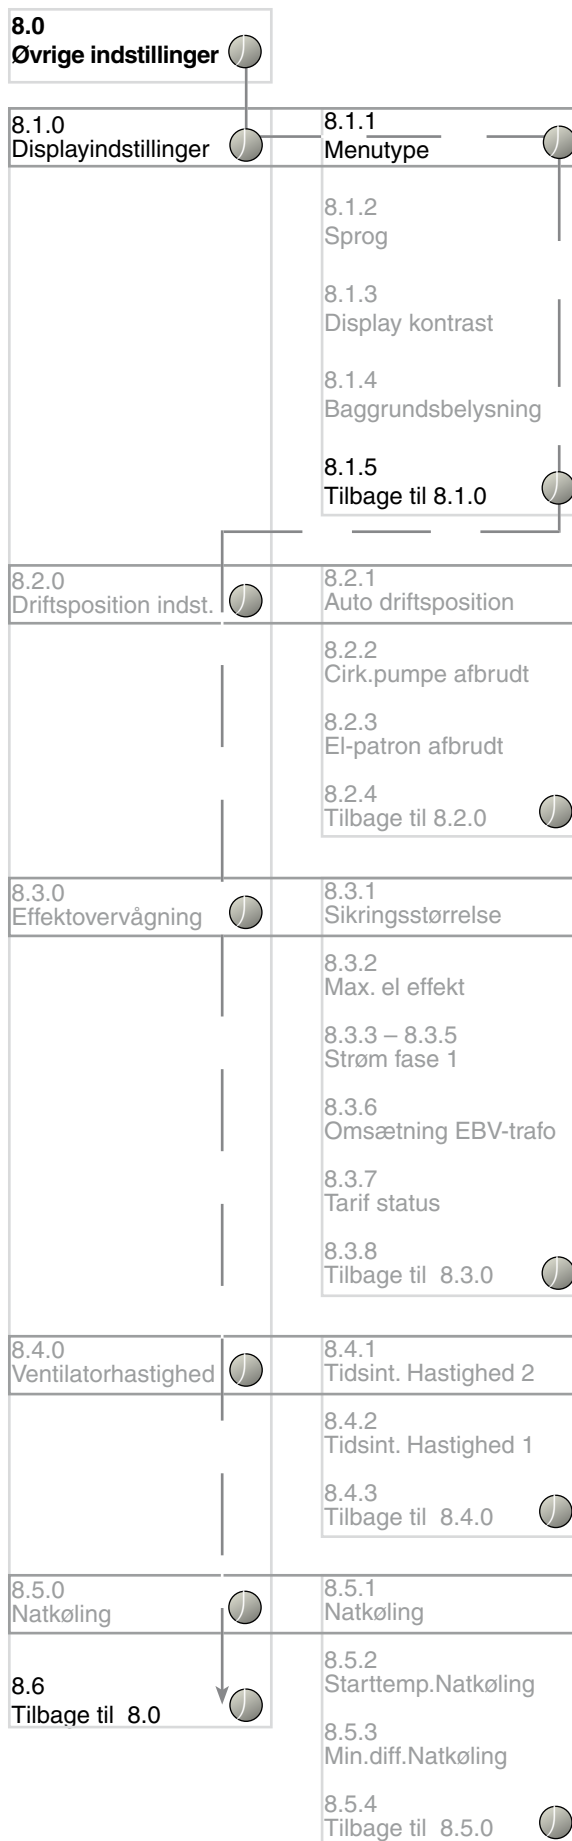 8.0
Øvrige indstillinger
8.1.0
Displayindstillinger
8.1.1
Menutype
8.1.2
Sprog
8.1.3
Display kontrast
8.1.4
Baggrundsbelysning
8.1.5
Tilbage til 8.1.0
8.2.0
Driftsposition indst.
8.2.1
Auto driftsposition
8.2.2
Cirk.pumpe afbrudt
8.2.3
El-patron afbrudt
8.2.4
Tilbage til 8.2.0
8.3.0
Effektovervågning
8.3.1
Sikringsstørrelse
8.3.2
Max. el effekt
8.3.3 – 8.3.5
Strøm fase 1
8.3.6
Omsætning EBV-trafo
8.3.7
Tarif status
8.3.8
Tilbage til 8.3.0
8.4.0
Ventilatorhastighed
8.4.1
Tidsint. Hastighed 2
8.4.2
Tidsint. Hastighed 1
8.4.3
Tilbage til 8.4.0
8.5.0
Natkøling
8.5.1
Natkøling
8.5.2
Starttemp.Natkøling
8.5.3
Min.diff.Natkøling
8.5.4
Tilbage til 8.5.0
8.6
Tilbage til 8.0